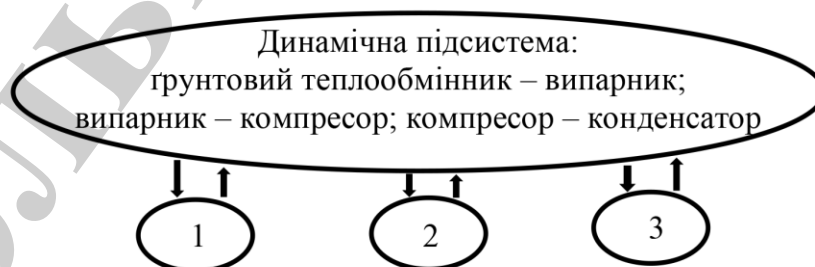 Динамічна підсистема:
ґрунтовий теплообмінник – випарник;
випарник – компресор; компресор – конденсатор
1 2 3